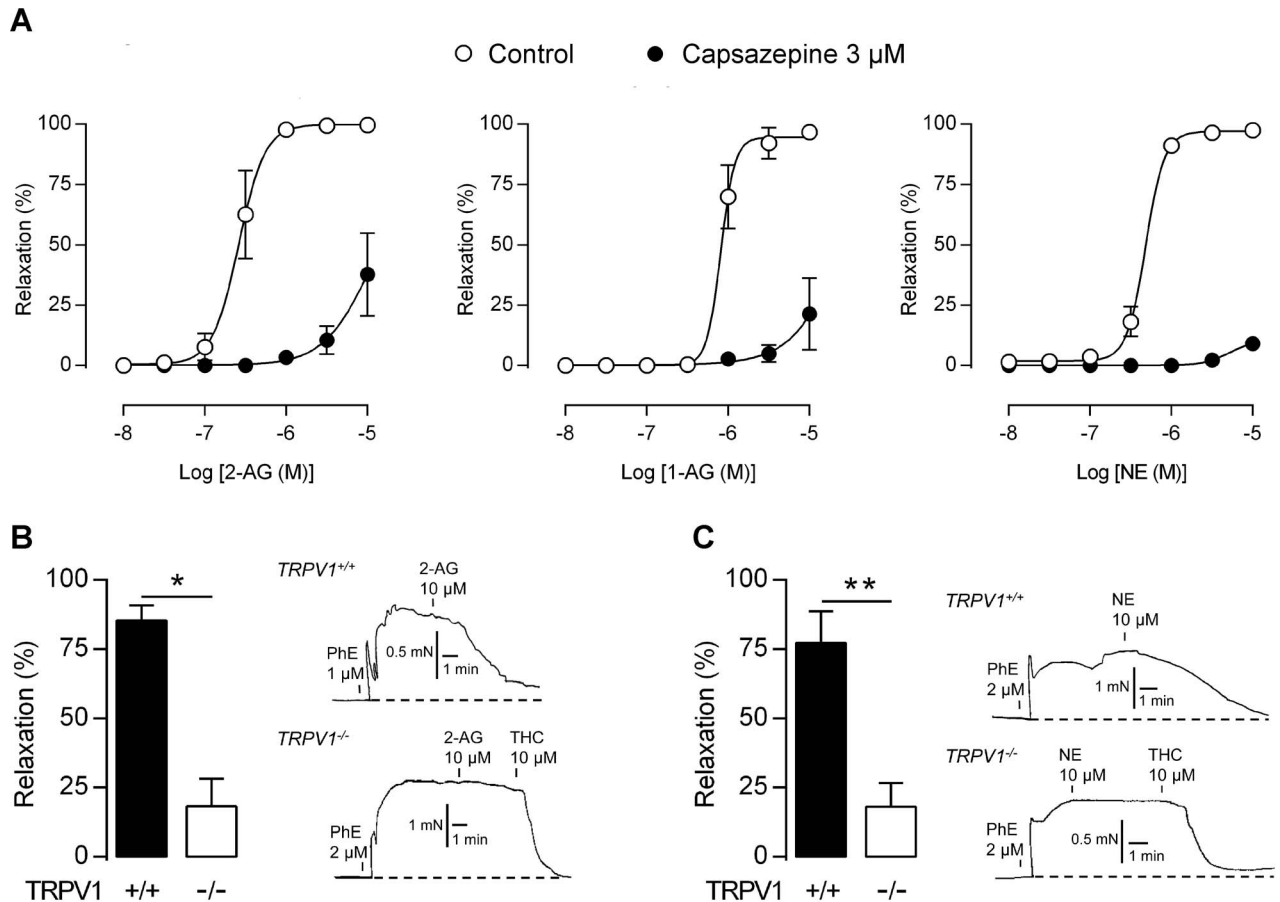 A
Control
Capsazepine 3 µM
100
75
50
25
0
Relaxation (%)
-8 -7 -6 -5
Log [2-AG (M)]
100
75
50
25
0
Relaxation (%)
-8 -7 -6 -5
Log [1-AG (M)]
100
75
50
25
0
Relaxation (%)
-8 -7 -6 -5
Log [NE (M)]
B
100
75
50
25
0
Relaxation (%)
*
TRPV1 +/+ -/-
TRPV1+/+
2-AG
10 µM
PhE
1 µM
0.5 mN
1 min
TRPV1-/-
2-AG
10 µM
THC
10 µM
PhE
2 µM
1 mN
1 min
C
100
75
50
25
0
Relaxation (%)
**
TRPV1 +/+ -/-
TRPV1+/+
NE
10 µM
PhE
2 µM
1 mN
1 min
TRPV1-/-
NE
10 µM
THC
10 µM
PhE
2 µM
0.5 mN
1 min